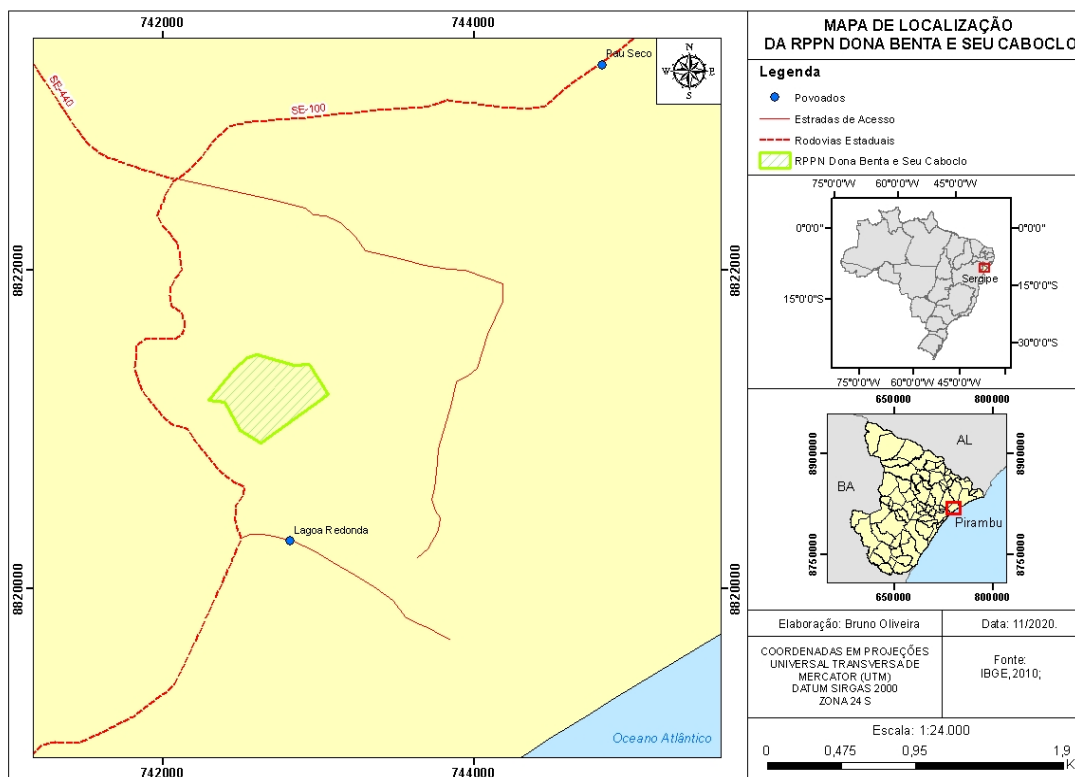 742000
744000
Pau Seco
N
W
E
S
SE-440
SE-100
8822000
8822000
Lagoa Redonda
8820000
8820000
Oceano Atlântico
742000
744000
MAPA DE LOCALIZAÇÃO
DA RPPN DONA BENTA E SEU CABOCLO
Legenda
Povoados
Estradas de Acesso
Rodovias Estaduais
RPPN Dona Benta e Seu Caboclo
75°0'0"W 60°0'0"W 45°0'0"W
0°0'0"
0°0'0"
Sergipe
15°0'0"S
15°0'0"S
30°0'0"S
75°0'0"W 60°0'0"W 45°0'0"W
650000 800000
8900000
8900000
AL
BA
Pirambu
8750000
8750000
650000 800000
Elaboração: Bruno Oliveira
Data: 11/2020.
COORDENADAS EM PROJEÇÕES
UNIVERSAL TRANSVERSA DE
MERCATOR (UTM)
DATUM SIRGAS 2000
ZONA 24 S
Fonte:
IBGE, 2010;
Escala: 1:24.000
0 0,475 0,95 1,9
K